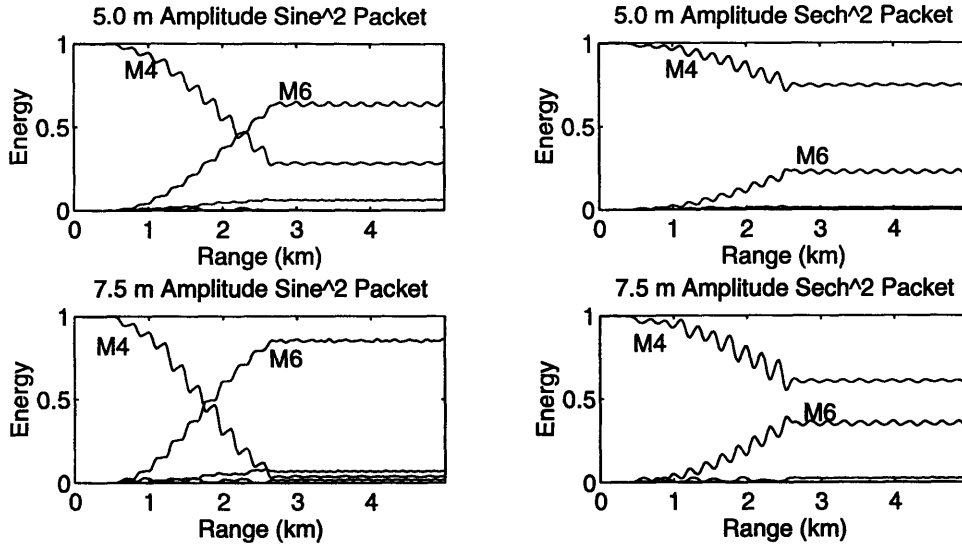 5.0 m Amplitude Sine^2 Packet
1
M4
M6
Energy
0.5
0
0 1 2 3 4
Range (km)
5.0 m Amplitude Sech^2 Packet
1
M4
Energy
0.5
M6
0
0 1 2 3 4
Range (km)
7.5 m Amplitude Sine^2 Packet
1
M4
M6
Energy
0.5
0
0 1 2 3 4
Range (km)
7.5 m Amplitude Sech^2 Packet
1
M4
Energy
0.5
M6
0
0 1 2 3 4
Range (km)